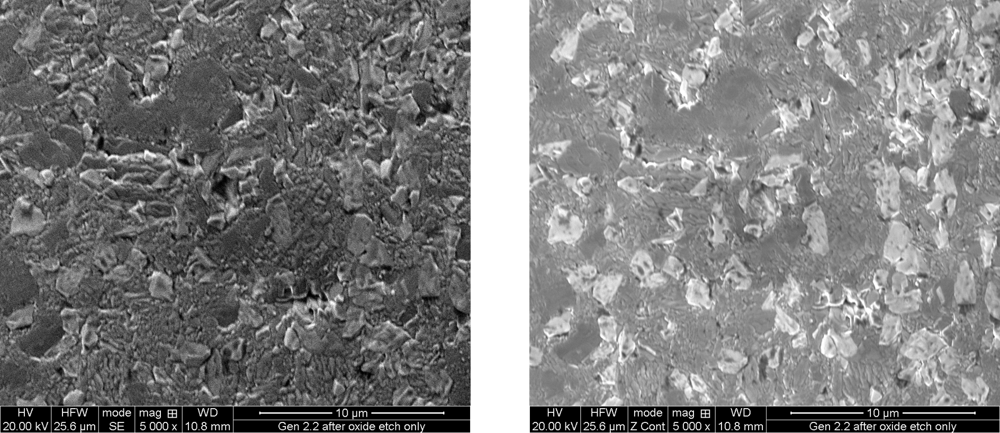 HV HFW mode mag WD 10 µm
20.00 kV 25.6 µm SE 5 000 x 10.8 mm Gen 2.2 after oxide etch only
HV HFW mode mag WD 10 µm
20.00 kV 25.6 µm Z Cont 5 000 x 10.8 mm Gen 2.2 after oxide etch only